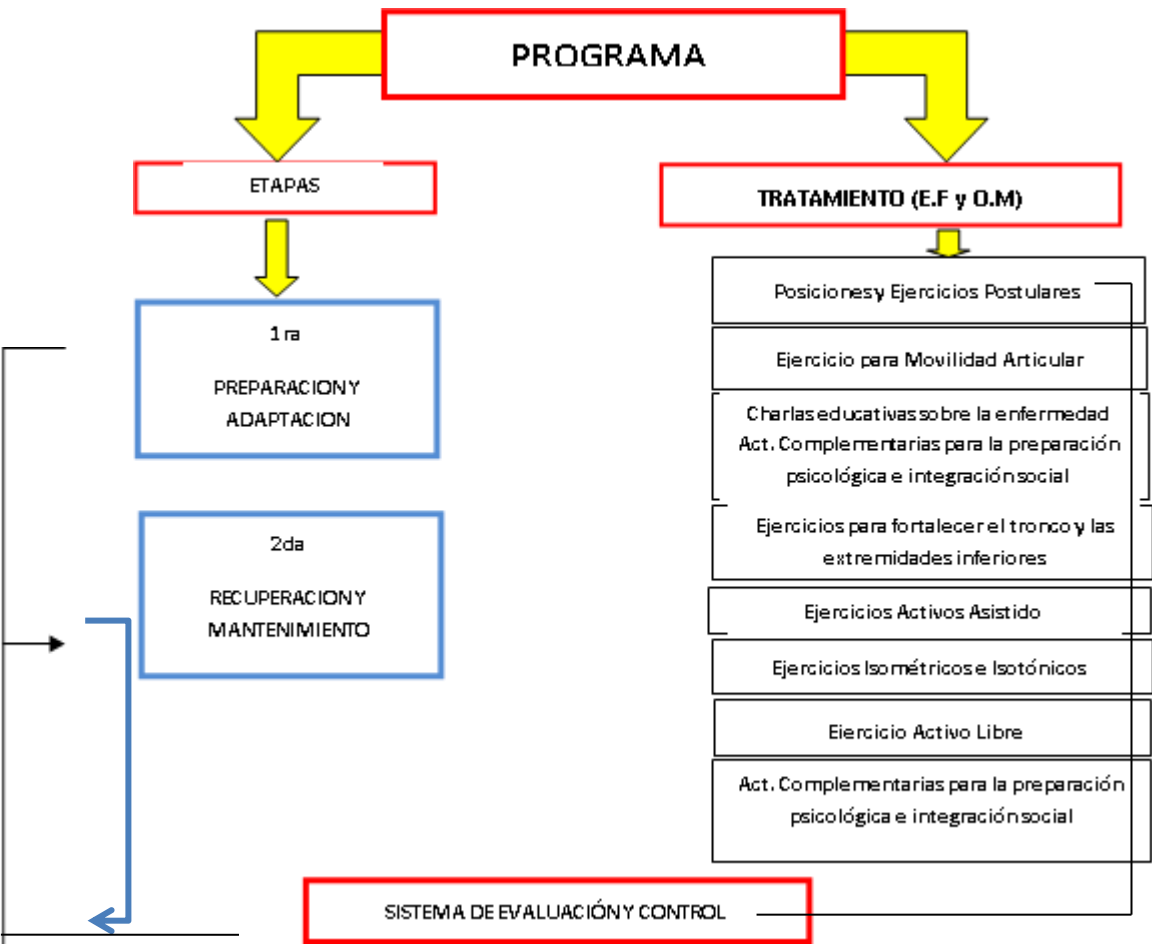 PROGRAMA
ETAPAS
1ra
PREPARACION Y
ADAPTACION
2da
RECUPERACION Y
MANTENIMIENTO
TRATAMIENTO (E.F y O.M)
Posiciones y Ejercicios Postulares
Ejercicio para Movilidad Articular
Charlas educativas sobre la enfermedad
Act. Complementarias para la preparación
psicológica e integración social
Ejercicios para fortalecer el tronco y las
extremidades inferiores
Ejercicios Activos Asistido
Ejercicios Isométricos e Isotónicos
Ejercicio Activo Libre
Act. Complementarias para la preparación
psicológica e integración social
SISTEMA DE EVALUACIÓN Y CONTROL